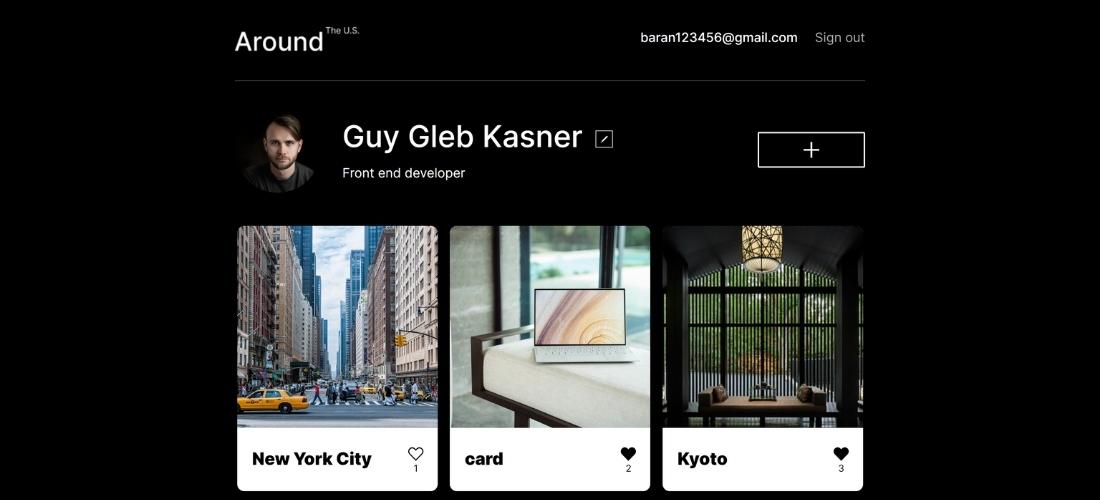 Around The U.S.
baran123456@gmail.com Sign out
Guy Gleb Kasner
Front end developer
New York City 1
card 2
Kyoto 3